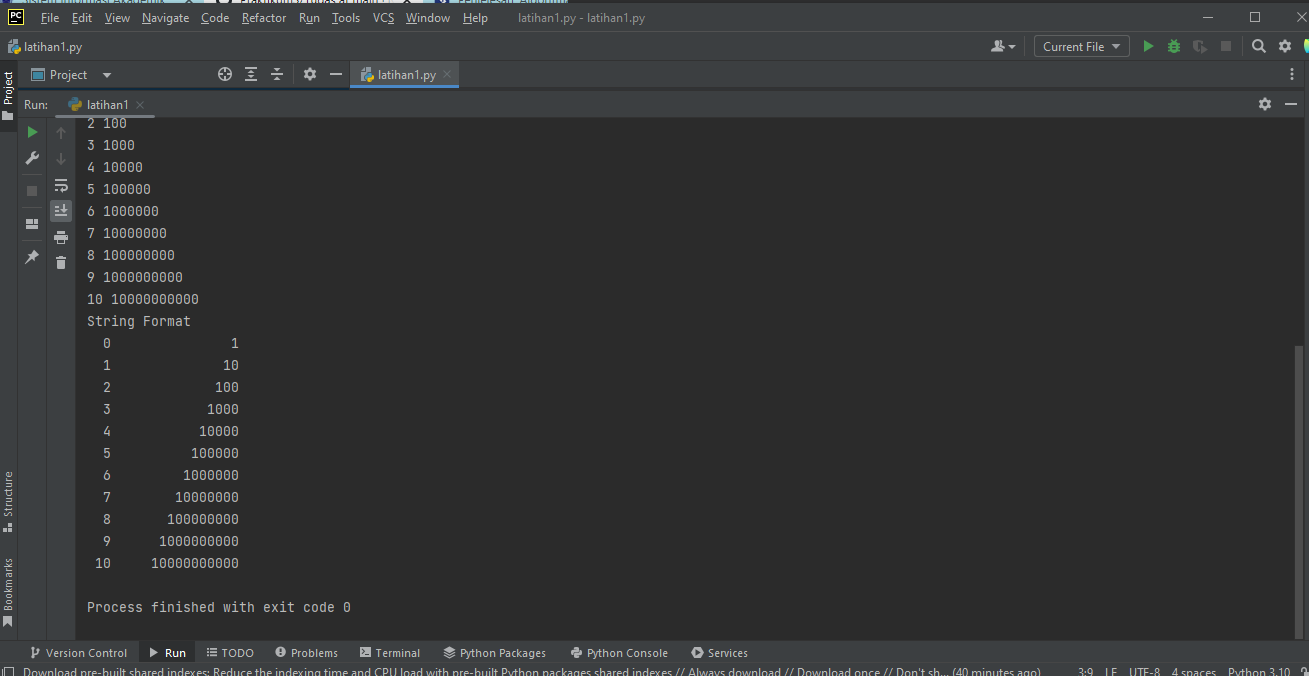 PC File Edit View Navigate Code Refactor Run Tools VCS Window Help latihan1.py - latihan1.py
latihan1.py Current File
Project latihan1.py
Project
Run: latihan1
2 100
3 1000
4 10000
5 100000
6 1000000
7 10000000
8 100000000
9 1000000000
10 10000000000
String Format
0 1
1 10
2 100
3 1000
4 10000
5 100000
6 1000000
7 10000000
8 100000000
9 1000000000
10 10000000000
Process finished with exit code 0
Structure
Bookmarks
Version Control Run TODO Problems Terminal Python Packages Python Console Services
Download pre-built shared indexes: Reduce the indexing time and CPU load with pre-built Python packages shared indexes // Always download // Download once // Don't sh... (40 minutes ago) 3:9 LF UTF-8 4 spaces Python 3.10